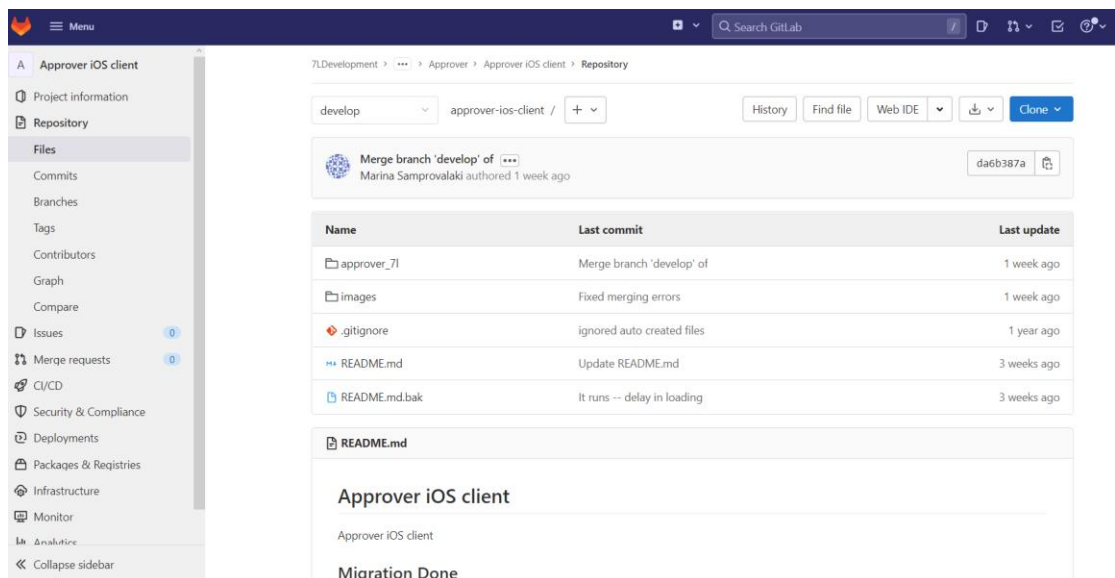 Menu
Search GitLab
/
A Approver iOS client
Project information
Repository
Files
Commits
Branches
Tags
Contributors
Graph
Compare
Issues 0
Merge requests 0
CI/CD
Security & Compliance
Deployments
Packages & Registries
Infrastructure
Monitor
Analytics
Collapse sidebar
7LDevelopment > ... > Approver > Approver iOS client > Repository
develop approver-ios-client / + History Find file Web IDE Clone
Merge branch 'develop' of ...
Marina Samprovalaki authored 1 week ago
da6b387a
Name Last commit Last update
approver_7l Merge branch 'develop' of 1 week ago
images Fixed merging errors 1 week ago
.gitignore ignored auto created files 1 year ago
README.md Update README.md 3 weeks ago
README.md.bak It runs -- delay in loading 3 weeks ago
README.md
Approver iOS client
Approver iOS client
Migration Done